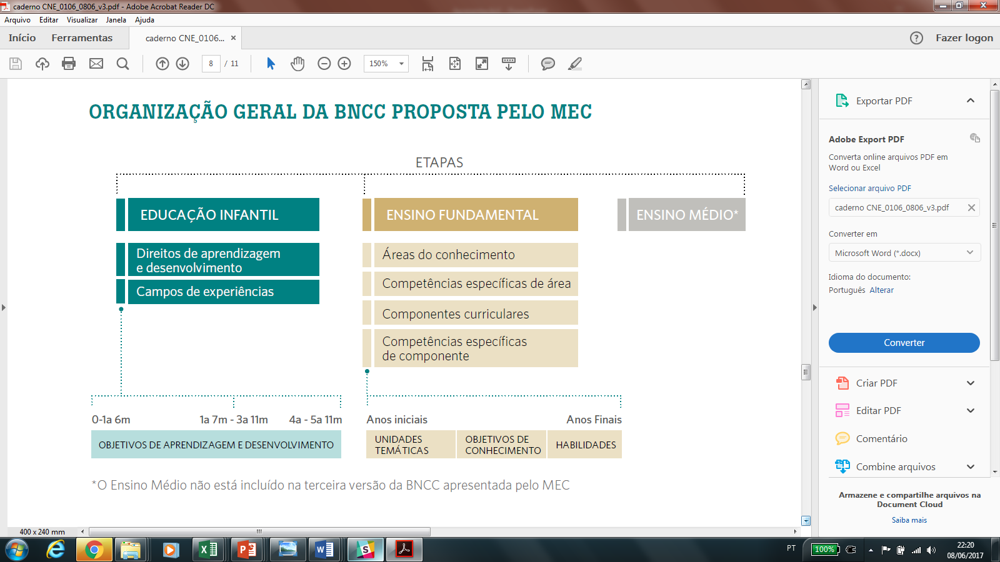 caderno CNE_0106_0806_v3.pdf - Adobe Acrobat Reader DC
Arquivo Editar Visualizar Janela Ajuda
Início Ferramentas caderno CNE_0106... × Fazer logon
8 / 11 150%
ORGANIZAÇÃO GERAL DA BNCC PROPOSTA PELO MEC
ETAPAS
EDUCAÇÃO INFANTIL
Direitos de aprendizagem
e desenvolvimento
Campos de experiências
ENSINO FUNDAMENTAL
Áreas do conhecimento
Competências específicas de área
Componentes curriculares
Competências específicas
de componente
ENSINO MÉDIO*
0-1a 6m 1a 7m - 3a 11m 4a - 5a 11m
OBJETIVOS DE APRENDIZAGEM E DESENVOLVIMENTO
Anos iniciais Anos Finais
UNIDADES
TEMÁTICAS
OBJETIVOS DE
CONHECIMENTO
HABILIDADES
*O Ensino Médio não está incluído na terceira versão da BNCC apresentada pelo MEC
400 x 240 mm
Exportar PDF
Adobe Export PDF
Converta online arquivos PDF em
Word ou Excel
Selecionar arquivo PDF
caderno CNE_0106_0806_v3.pdf
Converter em
Microsoft Word (*.docx)
Idioma do documento:
Português Alterar
Converter
Criar PDF
Editar PDF
Comentário
Combine arquivos
Armazene e compartilhe arquivos na
Document Cloud
Saiba mais
PT 100% 22:20
08/06/2017